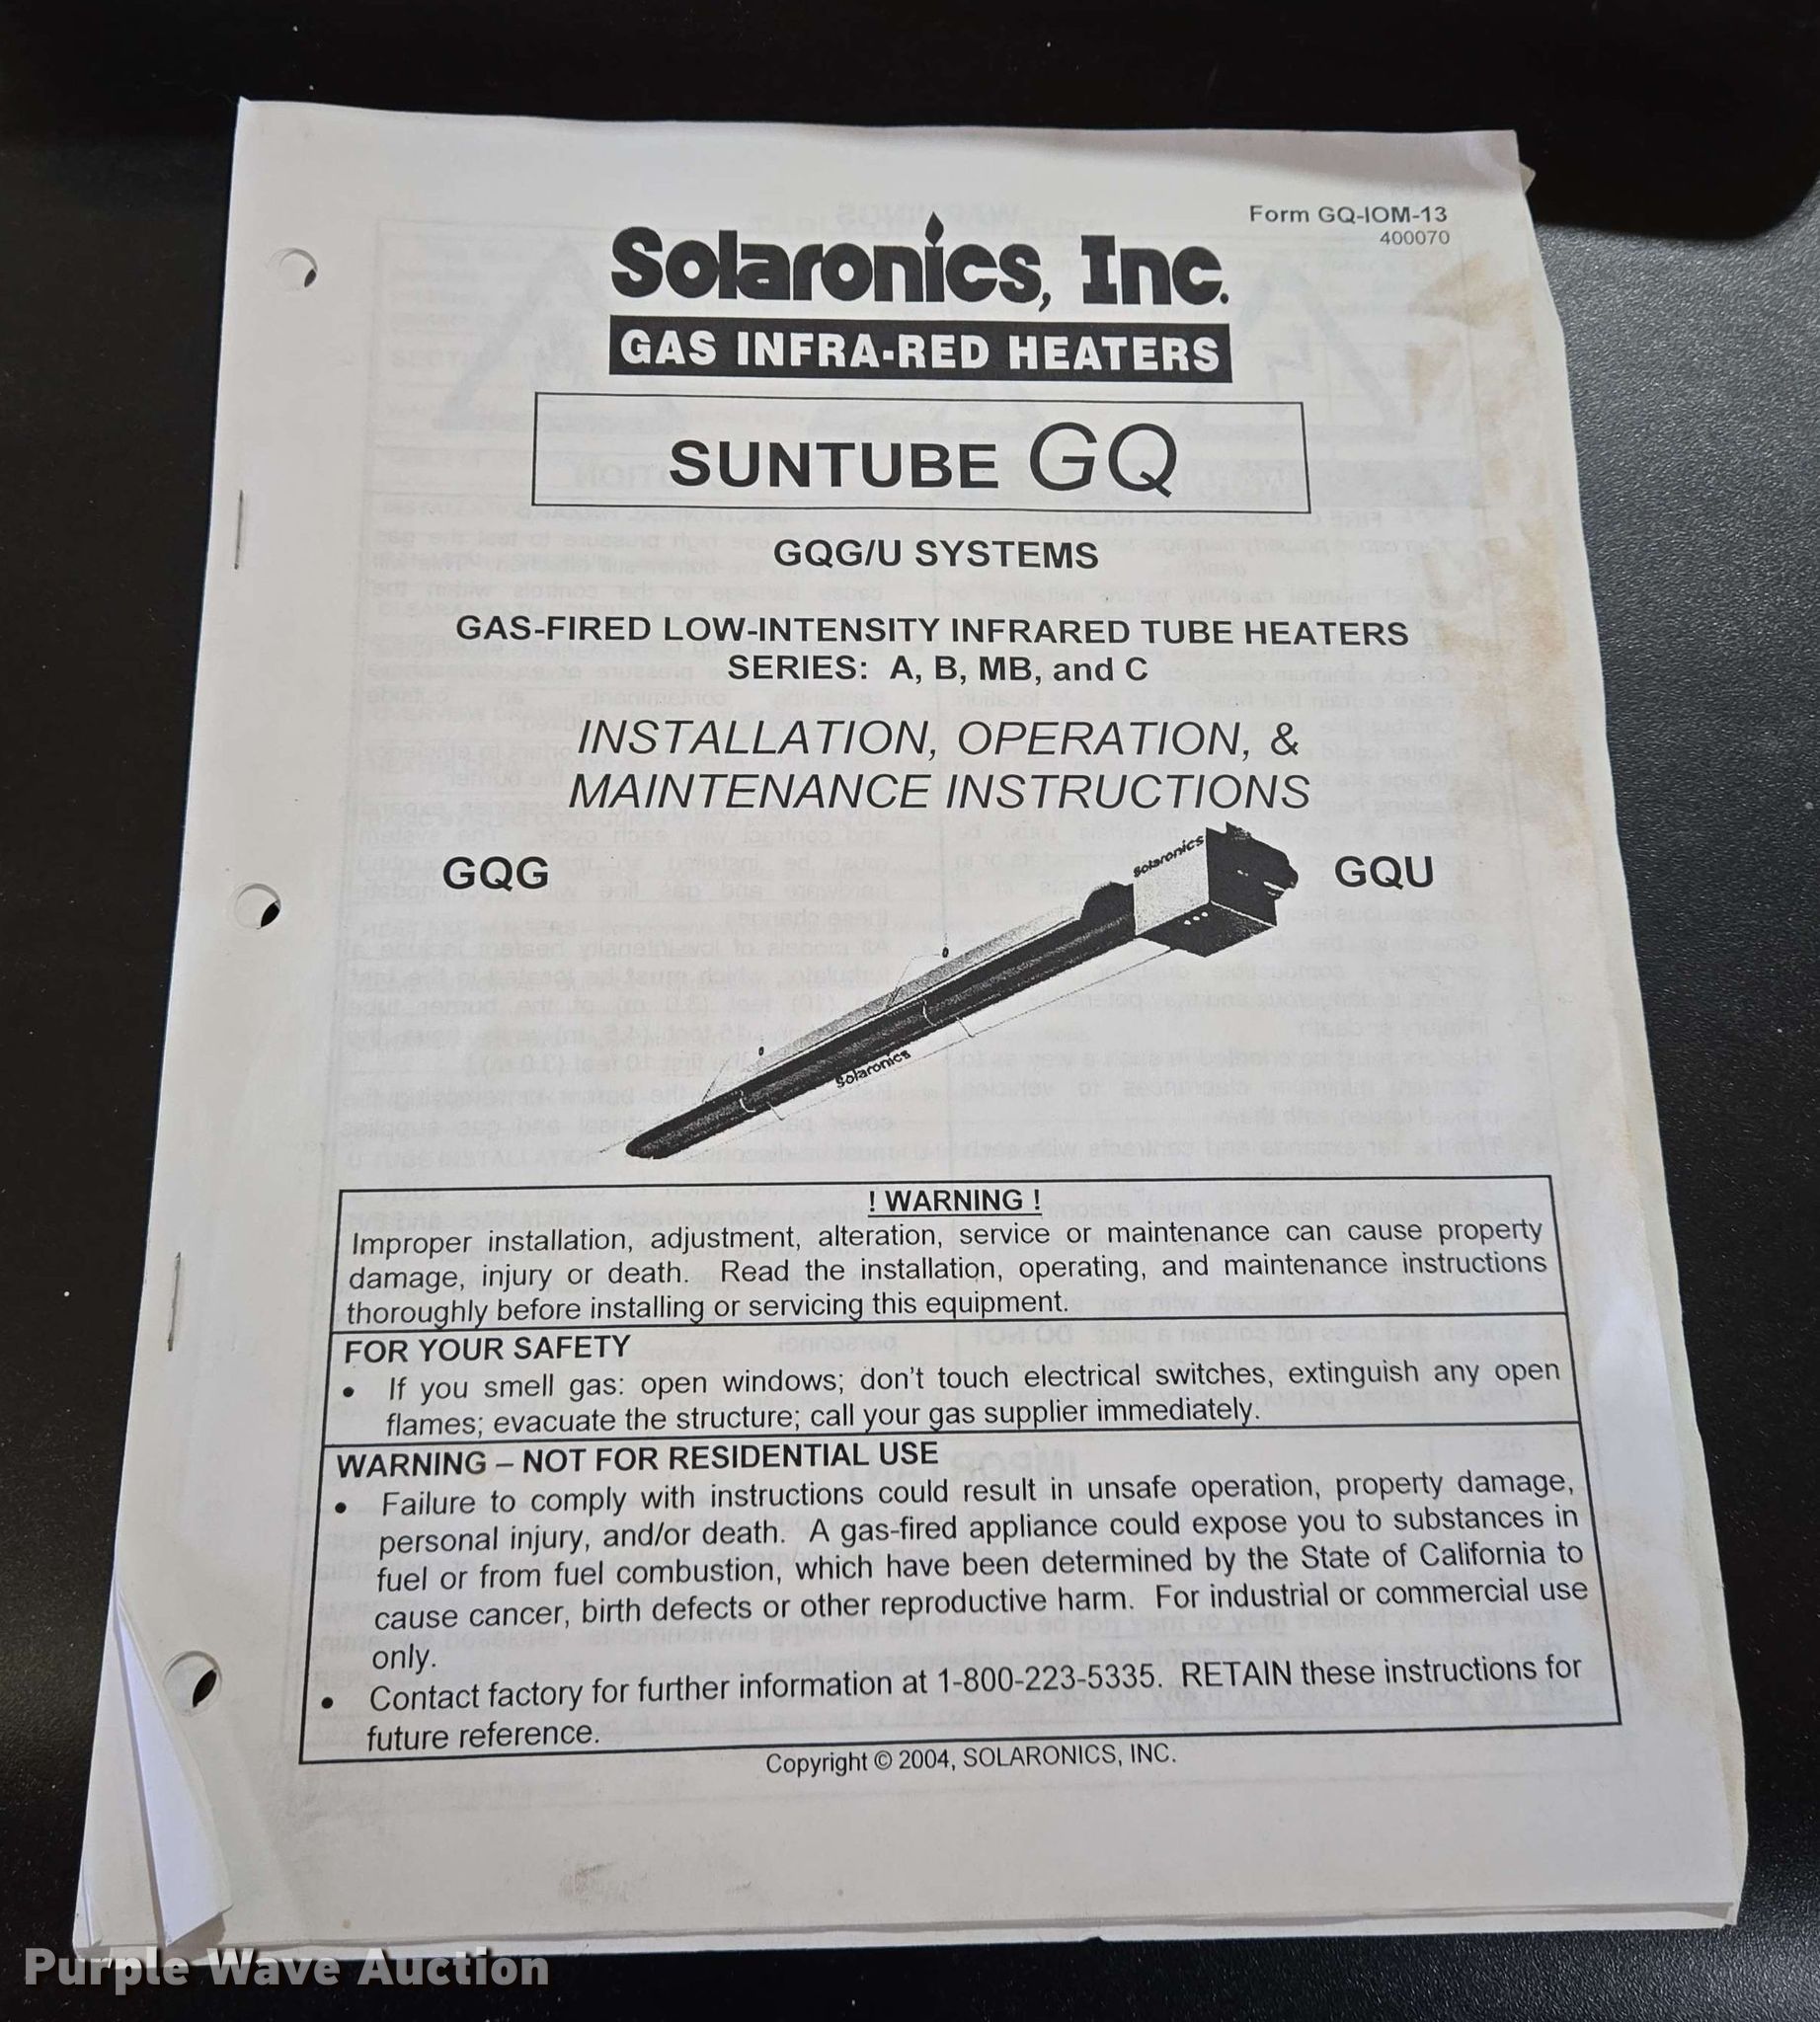 Form GQ-IOM-13
400070
Solaronics, Inc.
GAS INFRA-RED HEATERS
SUNTUBE GQ
GQG/U SYSTEMS
GAS-FIRED LOW-INTENSITY INFRARED TUBE HEATERS
SERIES: A, B, MB, and C
INSTALLATION, OPERATION, &
MAINTENANCE INSTRUCTIONS
GQG
GQU
Solaronics
Solaronics
! WARNING !
Improper installation, adjustment, alteration, service or maintenance can cause property
damage, injury or death. Read the installation, operating, and maintenance instructions
thoroughly before installing or servicing this equipment.
FOR YOUR SAFETY
• If you smell gas: open windows; don't touch electrical switches, extinguish any open
flames; evacuate the structure; call your gas supplier immediately.
WARNING – NOT FOR RESIDENTIAL USE
• Failure to comply with instructions could result in unsafe operation, property damage,
personal injury, and/or death. A gas-fired appliance could expose you to substances in
fuel or from fuel combustion, which have been determined by the State of California to
cause cancer, birth defects or other reproductive harm. For industrial or commercial use
only.
• Contact factory for further information at 1-800-223-5335. RETAIN these instructions for
future reference.
Copyright © 2004, SOLARONICS, INC.
Purple Wave Auction